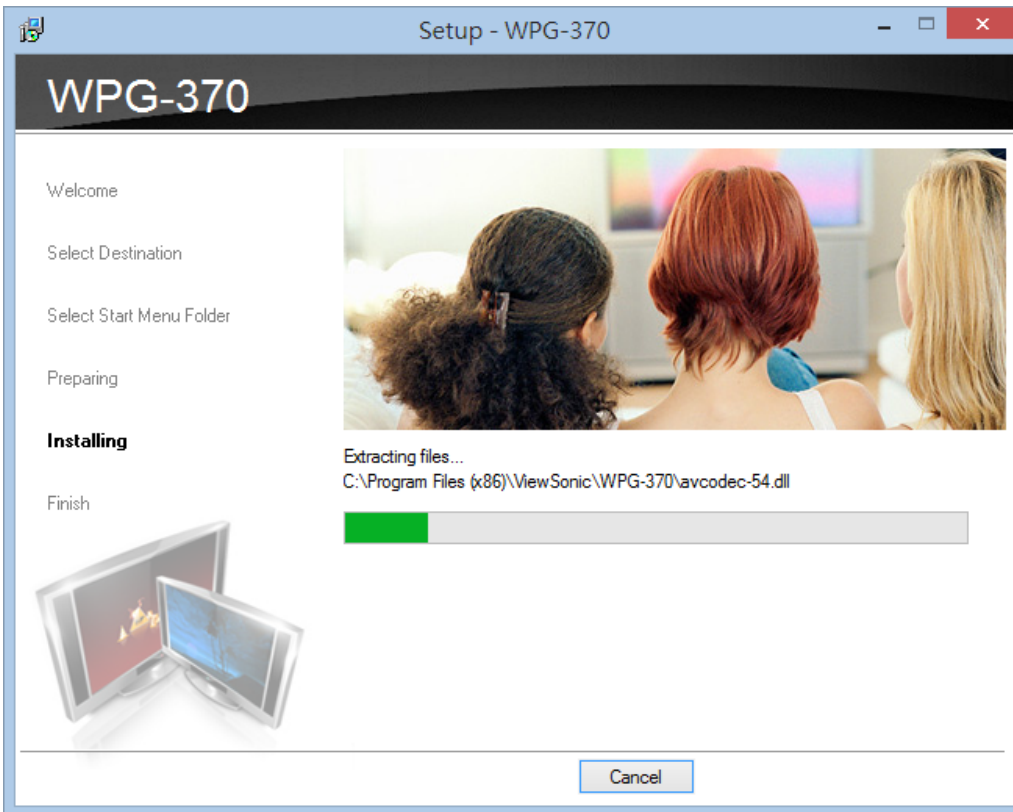 Setup - WPG-370
WPG-370
Welcome
Select Destination
Select Start Menu Folder
Preparing
Installing
Finish
Extracting files...
C:\Program Files (x86)\ViewSonic\WPG-370\avcodec-54.dll
Cancel